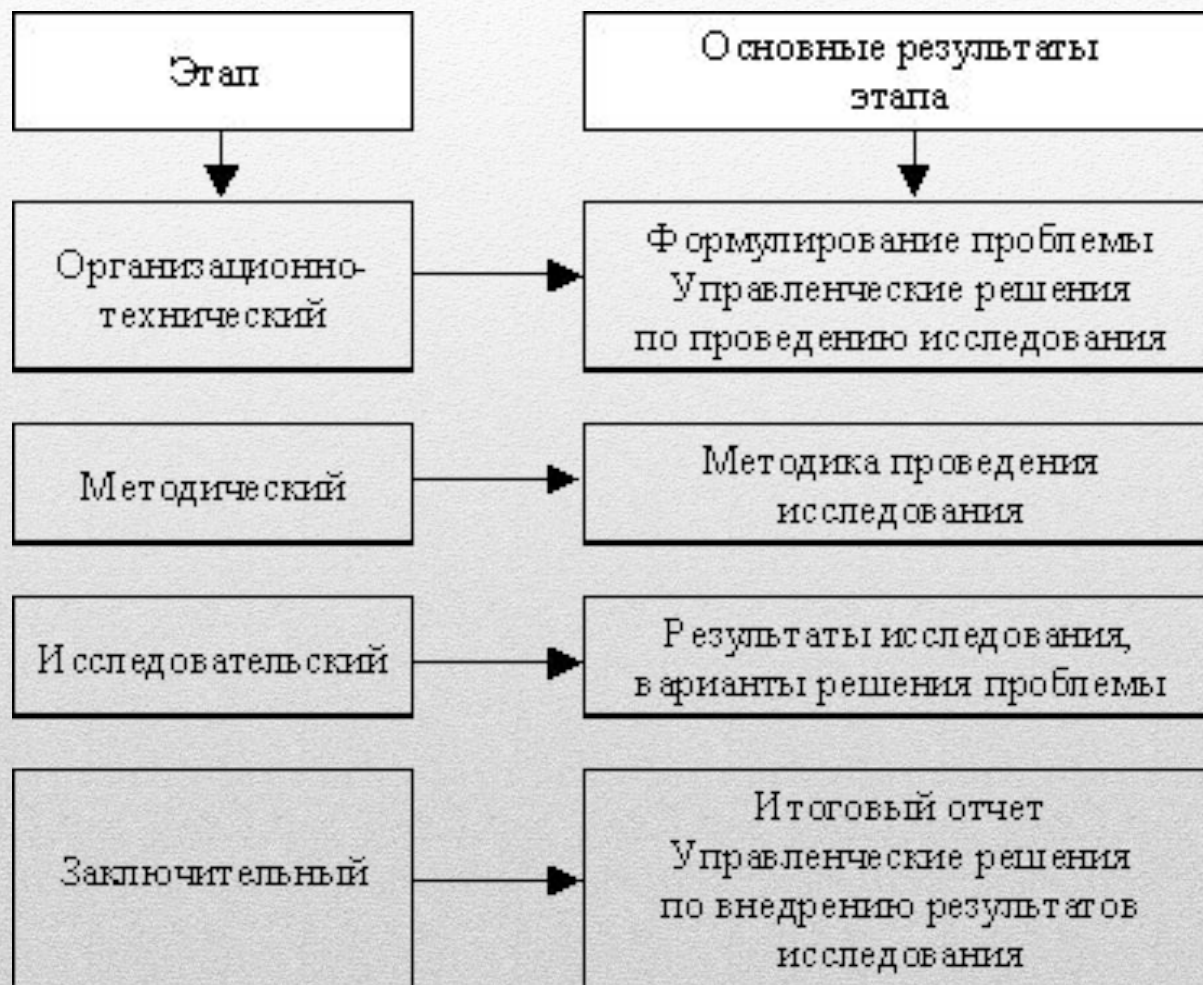 Этап
Основные результаты
этапа
Организационно-
технический
Формулирование проблемы
Управленческие решения
по проведению исследования
Методический
Методика проведения
исследования
Исследовательский
Результаты исследования,
варианты решения проблемы
Заключительный
Итоговый отчет
Управленческие решения
по внедрению результатов
исследования